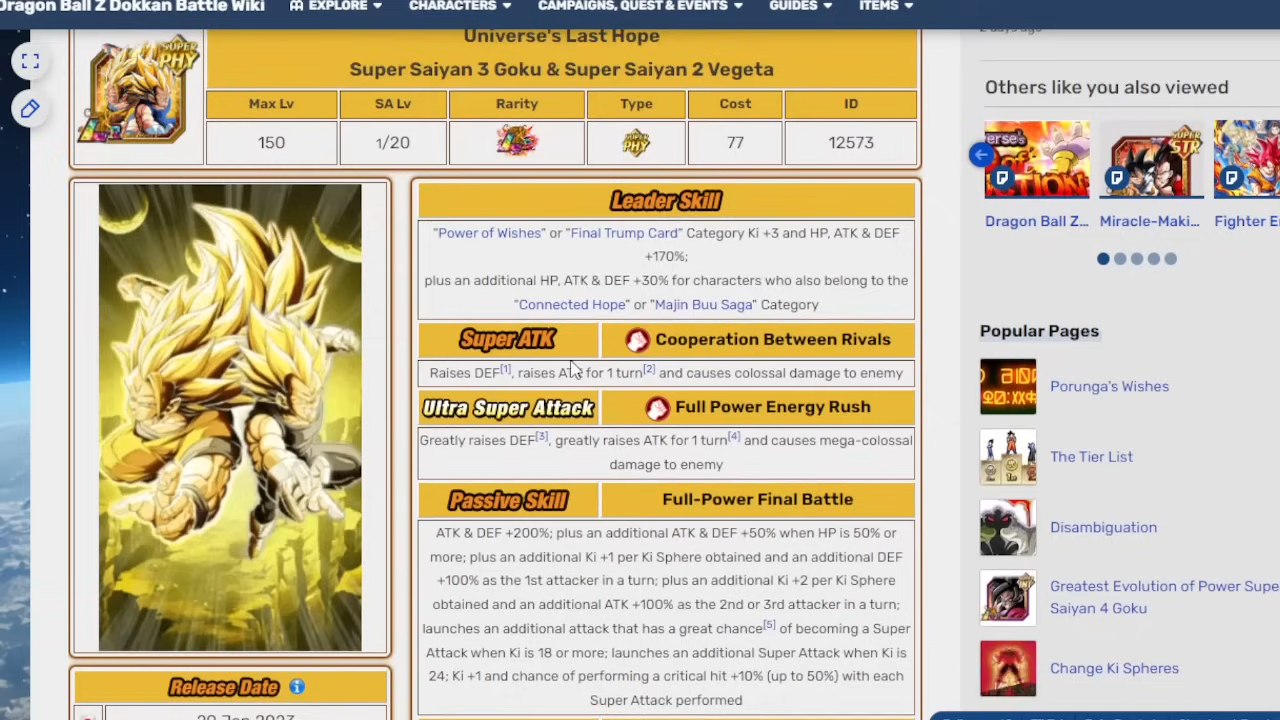 Dragon Ball Z Dokkan Battle Wiki
EXPLORE
CHARACTERS
CAMPAIGNS, QUEST & EVENTS
GUIDES
ITEMS
Universe's Last Hope
Super Saiyan 3 Goku & Super Saiyan 2 Vegeta
Max Lv
SA Lv
Rarity
Type
Cost
ID
150
1/20
77
12573
SUPER
PHY
Leader Skill
"Power of Wishes" or "Final Trump Card" Category Ki +3 and HP, ATK & DEF
+170%;
plus an additional HP, ATK & DEF +30% for characters who also belong to the
"Connected Hope" or "Majin Buu Saga" Category
Super ATK
Cooperation Between Rivals
Raises DEF[1], raises ATK for 1 turn[2] and causes colossal damage to enemy
Ultra Super Attack
Full Power Energy Rush
Greatly raises DEF[3], greatly raises ATK for 1 turn[4] and causes mega-colossal
damage to enemy
Passive Skill
Full-Power Final Battle
ATK & DEF +200%; plus an additional ATK & DEF +50% when HP is 50% or
more; plus an additional Ki +1 per Ki Sphere obtained and an additional DEF
+100% as the 1st attacker in a turn; plus an additional Ki +2 per Ki Sphere
obtained and an additional ATK +100% as the 2nd or 3rd attacker in a turn;
launches an additional attack that has a great chance[5] of becoming a Super
Attack when Ki is 18 or more; launches an additional Super Attack when Ki is
24; Ki +1 and chance of performing a critical hit +10% (up to 50%) with each
Super Attack performed
Release Date
2 days ago
Others like you also viewed
Dragon Ball Z...
Miracle-Maki...
Fighter E
Popular Pages
Porunga's Wishes
The Tier List
Disambiguation
Greatest Evolution of Power Supe
Saiyan 4 Goku
Change Ki Spheres